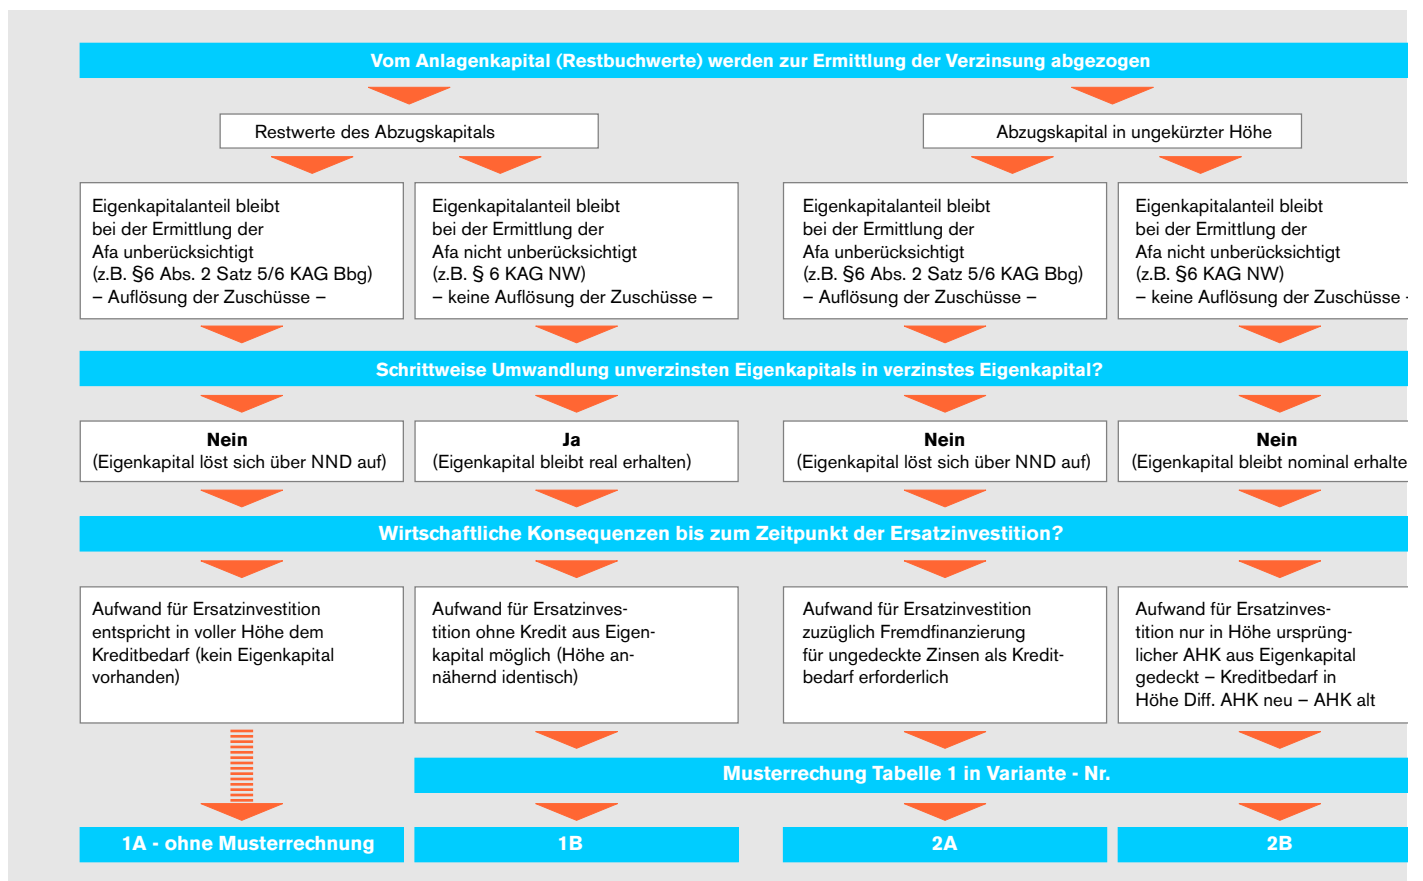 Vom Anlagenkapital (Restbuchwerte) werden zur Ermittlung der Verzinsung abgezogen
Restwerte des Abzugskapitals
Abzugskapital in ungekürzter Höhe
Eigenkapitalanteil bleibt
bei der Ermittlung der
Afa unberücksichtigt
(z.B. §6 Abs. 2 Satz 5/6 KAG Bbg)
– Auflösung der Zuschüsse –
Eigenkapitalanteil bleibt
bei der Ermittlung der
Afa nicht unberücksichtigt
(z.B. § 6 KAG NW)
– keine Auflösung der Zuschüsse –
Eigenkapitalanteil bleibt
bei der Ermittlung der
Afa unberücksichtigt
(z.B. §6 Abs. 2 Satz 5/6 KAG Bbg)
– Auflösung der Zuschüsse –
Eigenkapitalanteil bleibt
bei der Ermittlung der
Afa nicht unberücksichtigt
(z.B. §6 KAG NW)
– keine Auflösung der Zuschüsse –
Schrittweise Umwandlung unverzinsten Eigenkapitals in verzinstes Eigenkapital?
Nein
(Eigenkapital löst sich über NND auf)
Ja
(Eigenkapital bleibt real erhalten)
Nein
(Eigenkapital löst sich über NND auf)
Nein
(Eigenkapital bleibt nominal erhalte
Wirtschaftliche Konsequenzen bis zum Zeitpunkt der Ersatzinvestition?
Aufwand für Ersatzinvestition
entspricht in voller Höhe dem
Kreditbedarf (kein Eigenkapital
vorhanden)
Aufwand für Ersatzinves-
tition ohne Kredit aus Eigen-
kapital möglich (Höhe an-
nähernd identisch)
Aufwand für Ersatzinvestition
zuzüglich Fremdfinanzierung
für ungedeckte Zinsen als Kredit-
bedarf erforderlich
Aufwand für Ersatzinves-
tition nur in Höhe ursprüng-
licher AHK aus Eigenkapital
gedeckt – Kreditbedarf in
Höhe Diff. AHK neu – AHK alt
Musterrechung Tabelle 1 in Variante - Nr.
1A - ohne Musterrechnung
1B
2A
2B